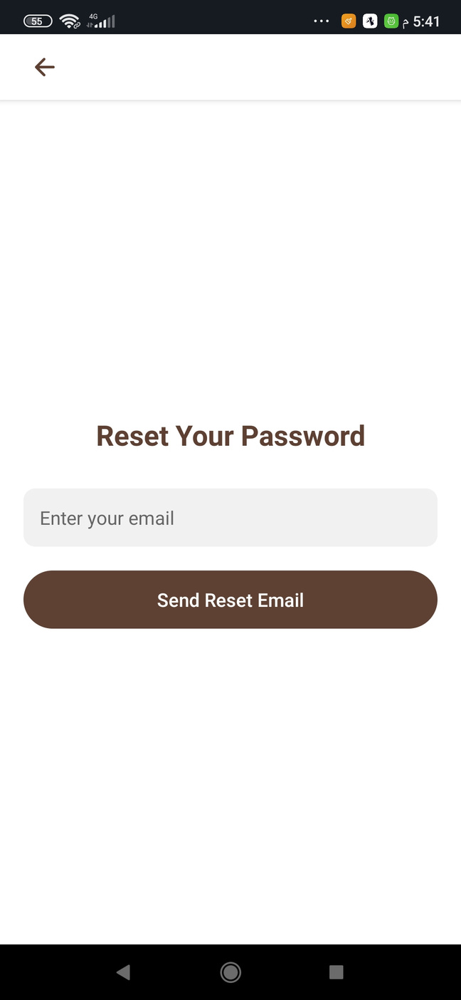 55
4G
... م 5:41
Reset Your Password
Enter your email
Send Reset Email